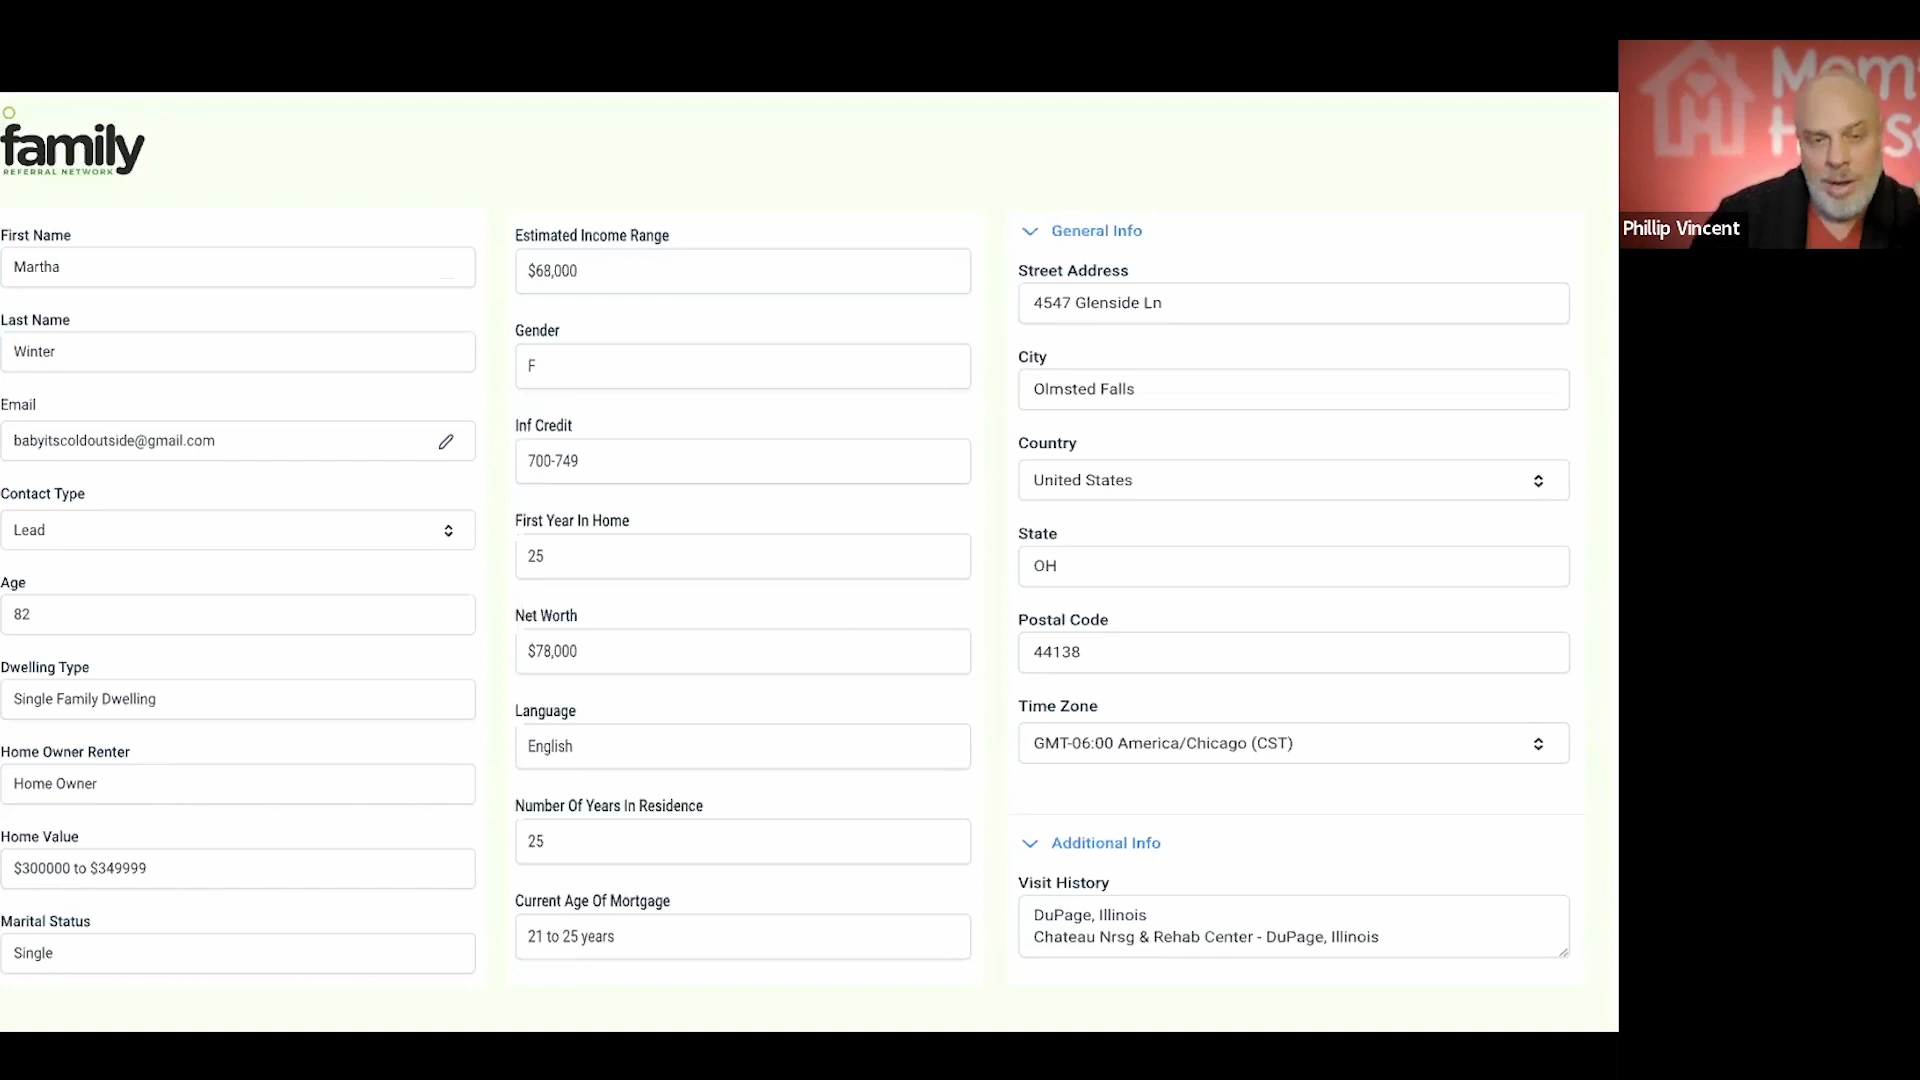 family
REFERRAL NETWORK
First Name
Martha
Last Name
Winter
Email
babyitscoldoutside@gmail.com
Contact Type
Lead
Age
82
Dwelling Type
Single Family Dwelling
Home Owner Renter
Home Owner
Home Value
$300000 to $349999
Marital Status
Single
Estimated Income Range
$68,000
Gender
F
Inf Credit
700-749
First Year In Home
25
Net Worth
$78,000
Language
English
Number Of Years In Residence
25
Current Age Of Mortgage
21 to 25 years
General Info
Street Address
4547 Glenside Ln
City
Olmsted Falls
Country
United States
State
OH
Postal Code
44138
Time Zone
GMT-06:00 America/Chicago (CST)
Additional Info
Visit History
DuPage, Illinois
Chateau Nrsg & Rehab Center - DuPage, Illinois
Phillip Vincent